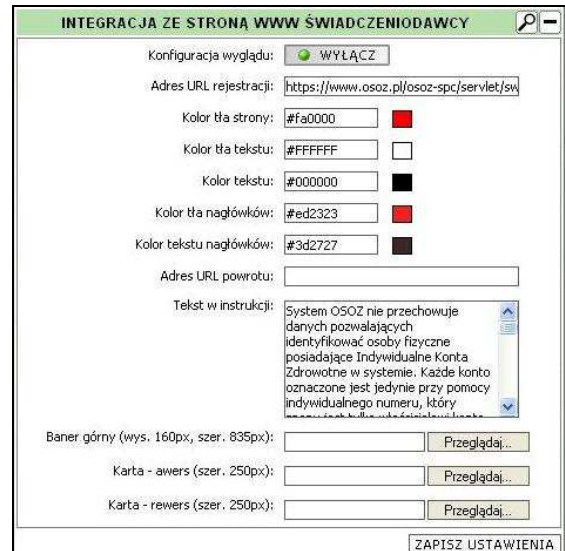 INTEGRACJA ZE STRONĄ WWW ŚWIADCZENIODAWCY
Konfiguracja wyglądu: WYŁĄCZ
Adres URL rejestracji: https://www.osoz.pl/osoz-spc/servlet/sw
Kolor tła strony: #fa0000
Kolor tła tekstu: #FFFFFF
Kolor tekstu: #000000
Kolor tła nagłówków: #ed2323
Kolor tekstu nagłówków: #3d2727
Adres URL powrotu:
Tekst w instrukcji: System OSOZ nie przechowuje
danych pozwalających
identyfikować osoby fizyczne
posiadające Indywidualne Konta
Zdrowotne w systemie. Każde konto
oznaczone jest jedynie przy pomocy
indywidualnego numeru, który
Baner górny (wys. 160px, szer. 835px): Przeglądaj...
Karta - awers (szer. 250px): Przeglądaj...
Karta - rewers (szer. 250px): Przeglądaj...
ZAPISZ USTAWIENIA